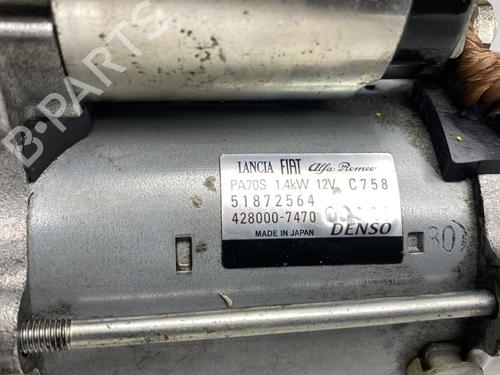 B-PARTS
LANCIA FIAT Alfa Romeo
PA70S 1.4kW 12V C758
51872564
428000-7470
MADE IN JAPAN DENSO